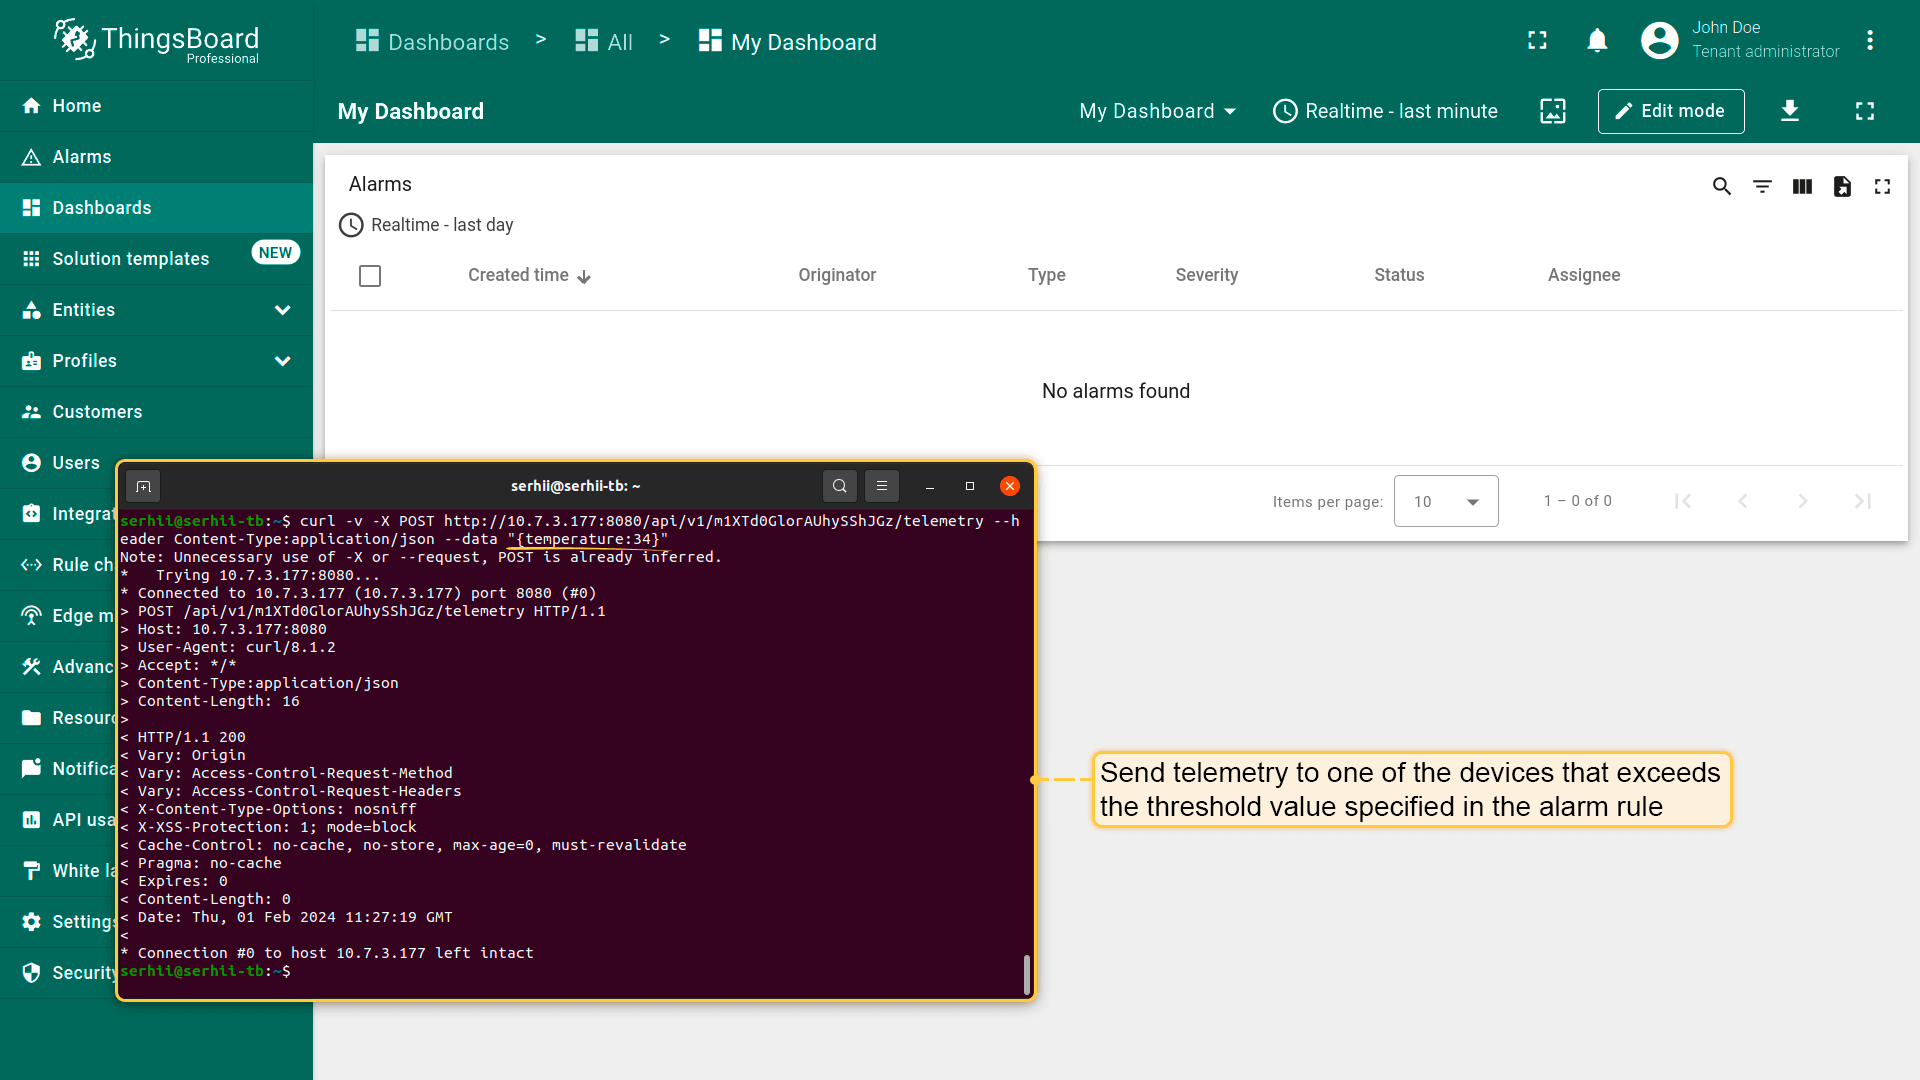 ThingsBoard
Professional
Dashboards > All > My Dashboard
John Doe
Tenant administrator
My Dashboard
My Dashboard
Realtime - last minute
Edit mode
Home
Alarms
Dashboards
Solution templates NEW
Entities
Profiles
Customers
Users
Integrat
Rule ch
Edge m
Advanc
Resourc
Notifica
API usa
White la
Settings
Security
Alarms
Realtime - last day
Created time Originator Type Severity Status Assignee
No alarms found
Items per page: 10 1 – 0 of 0
serhii@serhii-tb: ~
serhii@serhii-tb:~$ curl -v -X POST http://10.7.3.177:8080/api/v1/m1XTd0GlorAUhySShJGz/telemetry --h
eader Content-Type:application/json --data "{temperature:34}"
Note: Unnecessary use of -X or --request, POST is already inferred.
*   Trying 10.7.3.177:8080...
* Connected to 10.7.3.177 (10.7.3.177) port 8080 (#0)
> POST /api/v1/m1XTd0GlorAUhySShJGz/telemetry HTTP/1.1
> Host: 10.7.3.177:8080
> User-Agent: curl/8.1.2
> Accept: */*
> Content-Type:application/json
> Content-Length: 16
>
< HTTP/1.1 200
< Vary: Origin
< Vary: Access-Control-Request-Method
< Vary: Access-Control-Request-Headers
< X-Content-Type-Options: nosniff
< X-XSS-Protection: 1; mode=block
< Cache-Control: no-cache, no-store, max-age=0, must-revalidate
< Pragma: no-cache
< Expires: 0
< Content-Length: 0
< Date: Thu, 01 Feb 2024 11:27:19 GMT
<
* Connection #0 to host 10.7.3.177 left intact
serhii@serhii-tb:~$
Send telemetry to one of the devices that exceeds
the threshold value specified in the alarm rule